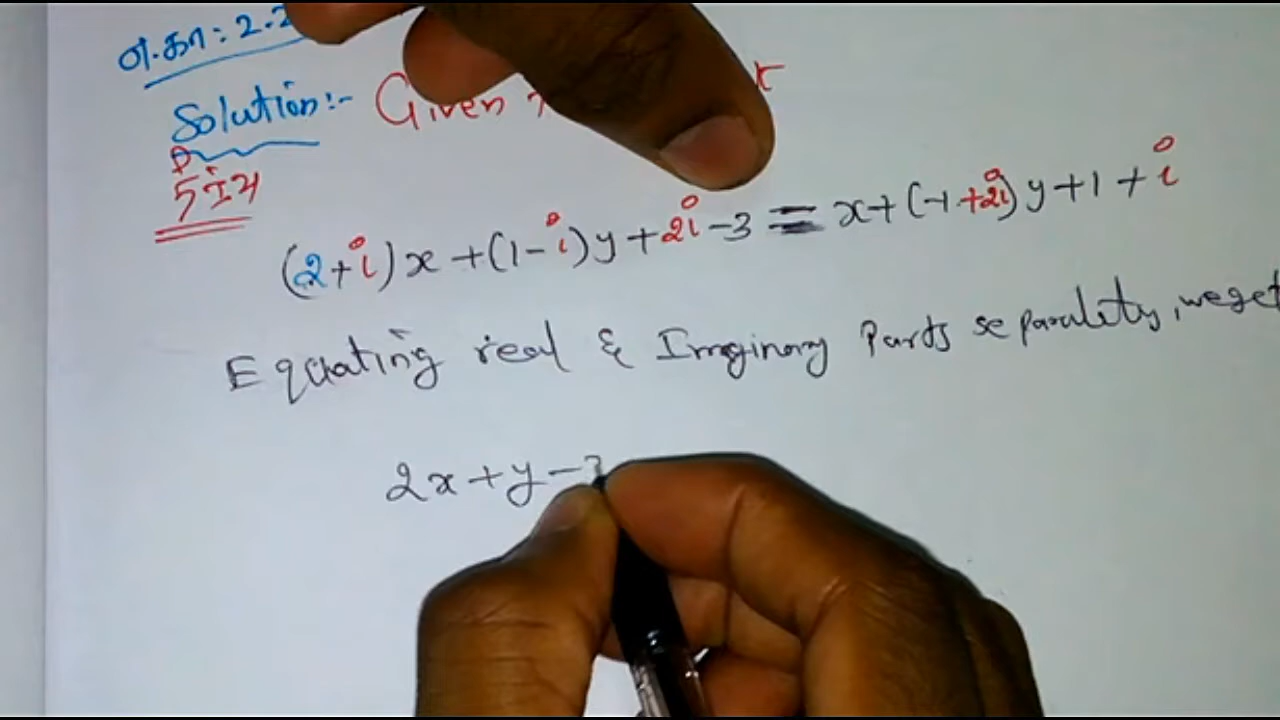 எ.கா: 2.2
Solution:- Given
தீர்வு
(2+i)x+(1-i)y+2i-3=x+(-1+2i)y+1+i
Equating real & Imginary Parts separately, we get
2x+y-3